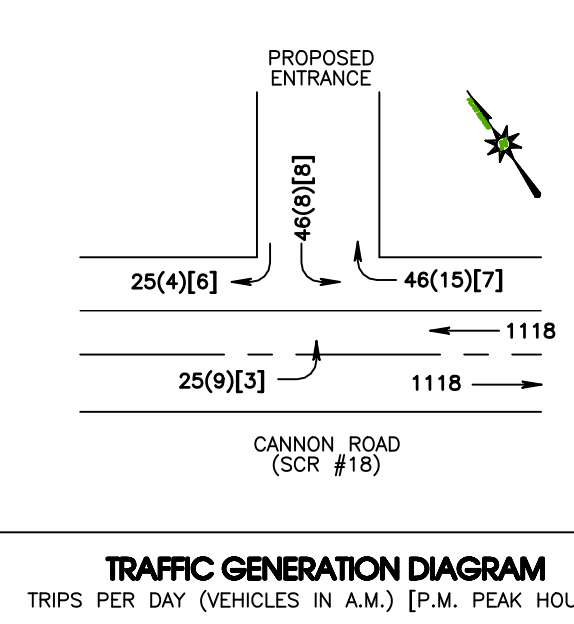 PROPOSED
ENTRANCE
46(8)[8]
25(4)[6]
46(15)[7]
1118
25(9)[3]
1118
CANNON ROAD
(SCR #18)
TRAFFIC GENERATION DIAGRAM
TRIPS PER DAY (VEHICLES IN A.M.) [P.M. PEAK